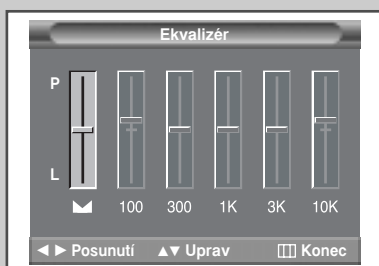 Ekvalizér
P
L
100 300 1K 3K 10K
◄ ► Posunutí ▲▼ Uprav Konec